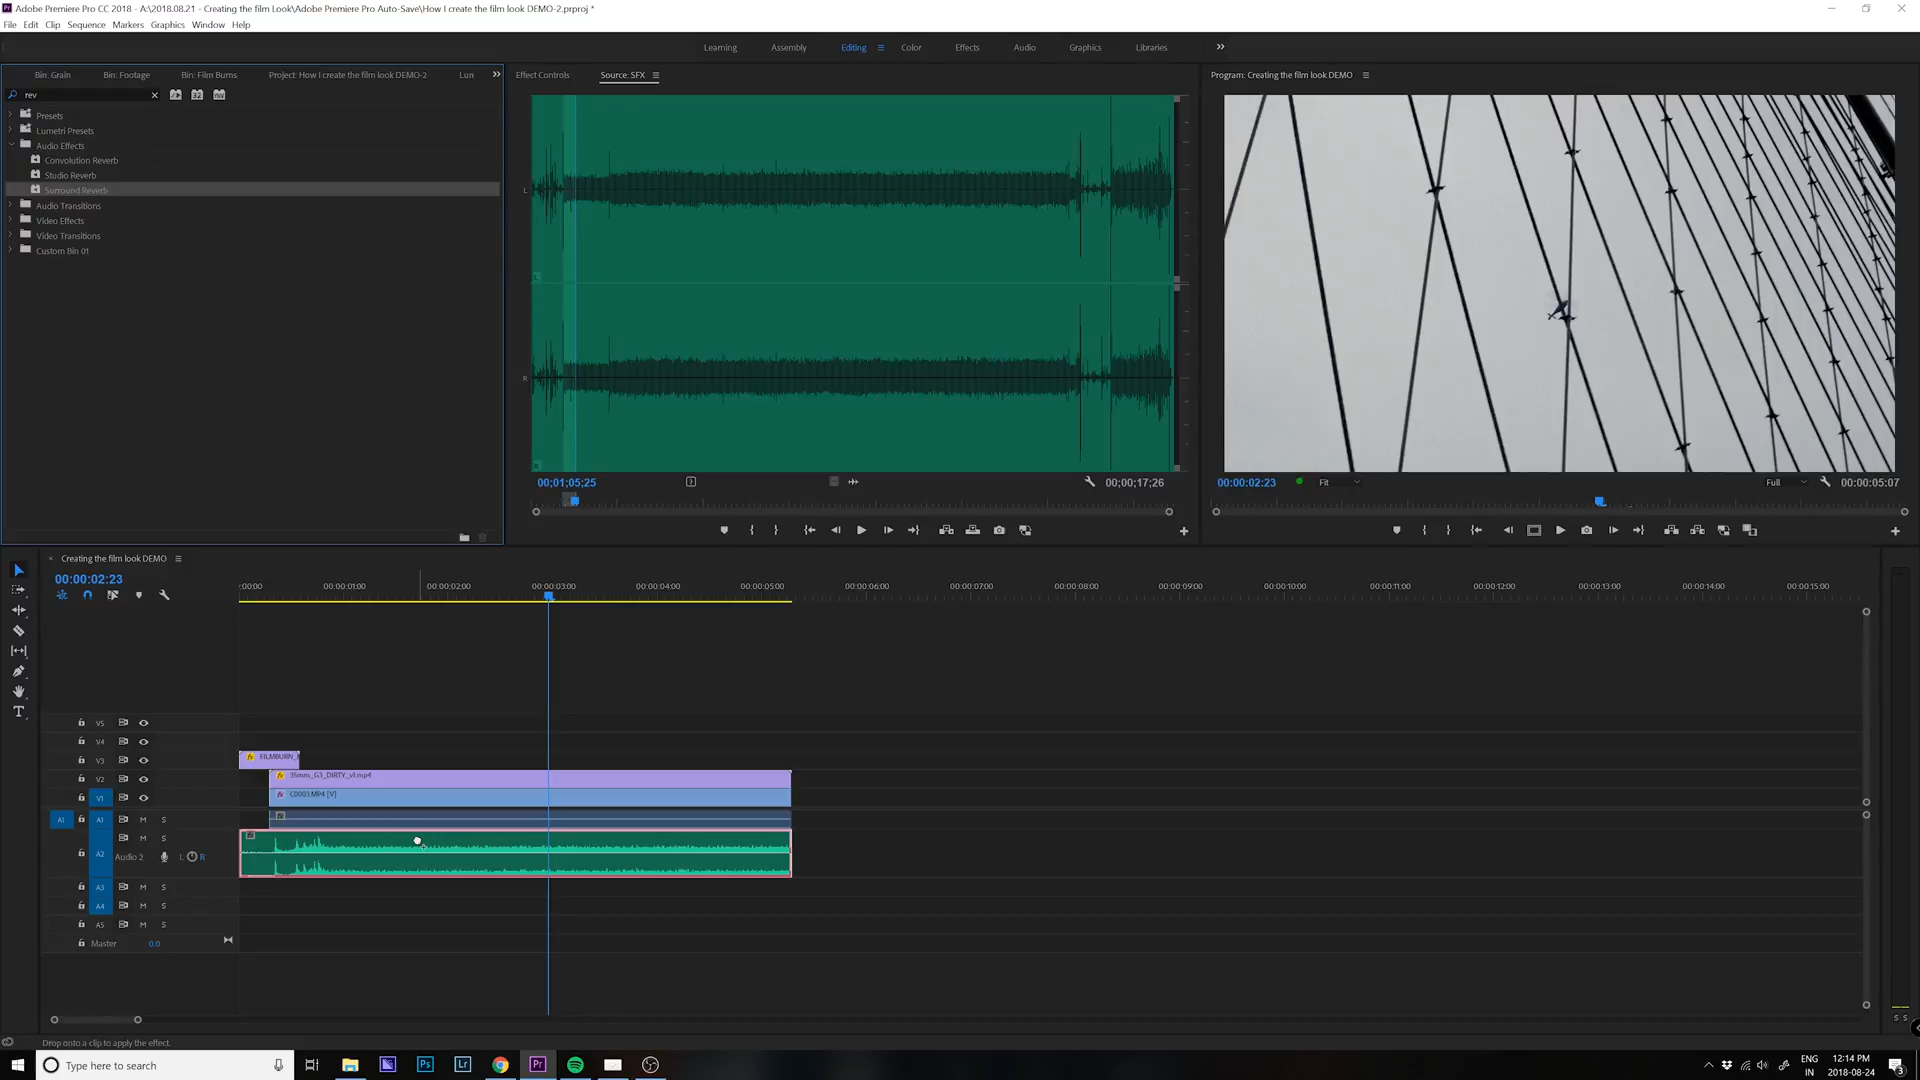 Adobe Premiere Pro CC 2018 - A:\2018.08.21 - Creating the film Look\Adobe Premiere Pro Auto-Save\How I create the film look DEMO-2.prproj *
File Edit Clip Sequence Markers Graphics Window Help
Learning Assembly Editing Color Effects Audio Graphics Libraries
Bin: Grain Bin: Footage Bin: Film Burns Project: How I create the film look DEMO-2 Lun
Effect Controls Source: SFX
Program: Creating the film look DEMO
rev
Presets
Lumetri Presets
Audio Effects
Convolution Reverb
Studio Reverb
Surround Reverb
Audio Transitions
Video Effects
Video Transitions
Custom Bin 01
L
R
00;01;05;25 00;00;17;26
00:00:02:23 Fit Full 00:00:05:07
Creating the film look DEMO
00:00:02:23
:00:00 00:00:01:00 00:00:02:00 00:00:03:00 00:00:04:00 00:00:05:00 00:00:06:00 00:00:07:00 00:00:08:00 00:00:09:00 00:00:10:00 00:00:11:00 00:00:12:00 00:00:13:00 00:00:14:00 00:00:15:00
V5
V4
V3 fx FILMBURN_
V2 fx 35mm_G3_DIRTY_v1.mp4
V1 fx C0003.MP4 [V]
A1 A1 M S
M S
A2 Audio 2 L R
A3 M S
A4 M S
A5 M S
Master 0.0
S S
Drop onto a clip to apply the effect.
Type here to search
Ps Lr Pr
ENG
IN
12:14 PM
2018-08-24
3